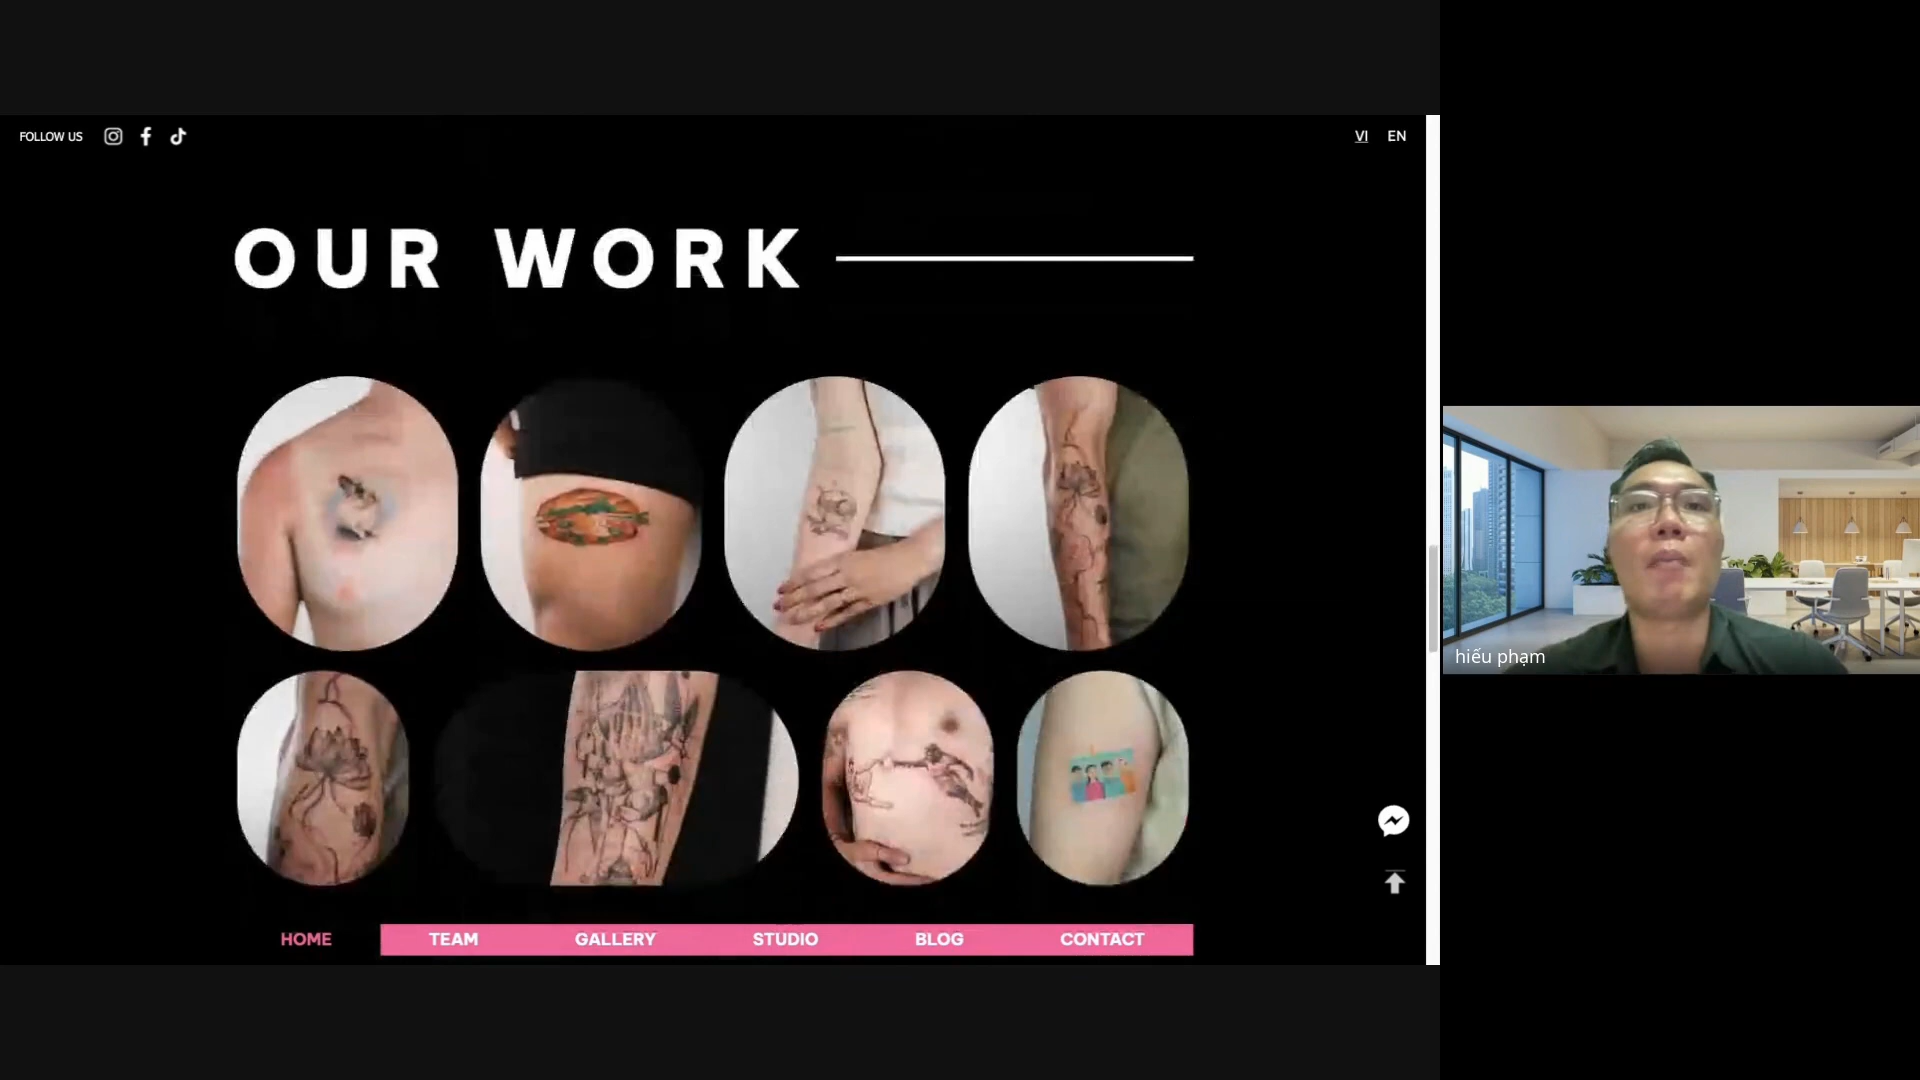 FOLLOW US
VI EN
OUR WORK
hiếu phạm
HOME TEAM GALLERY STUDIO BLOG CONTACT